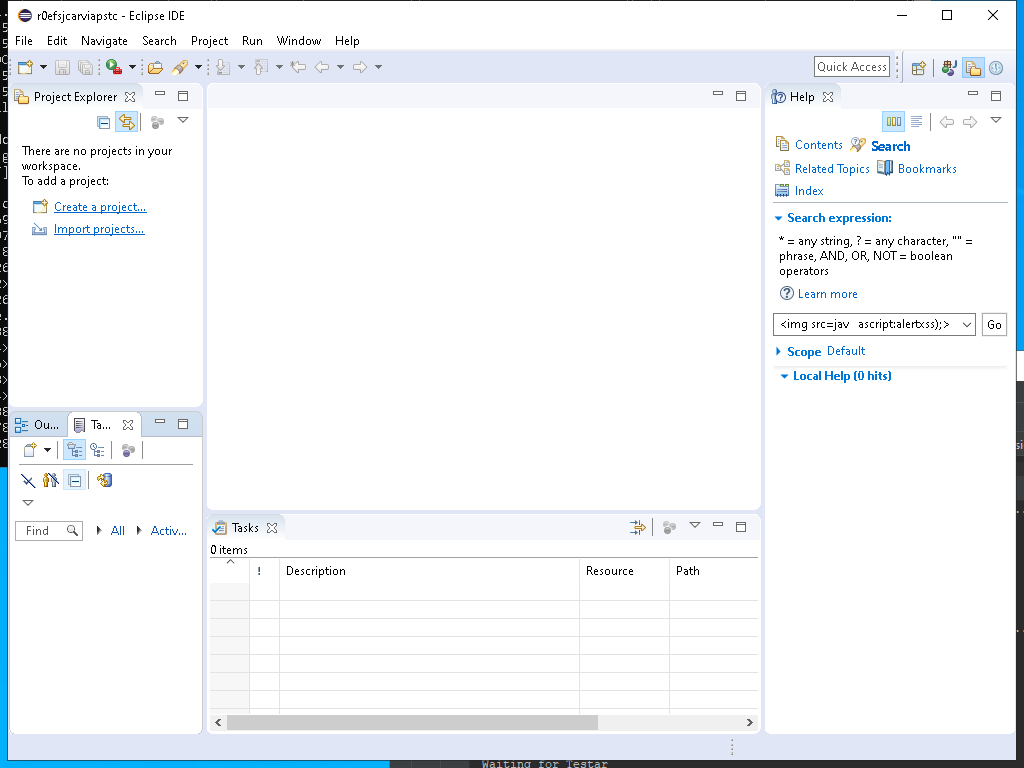 r0efsjcarviapstc - Eclipse IDE
File Edit Navigate Search Project Run Window Help
Quick Access
Project Explorer
There are no projects in your
workspace.
To add a project:
Create a project...
Import projects...
Help
Contents Search
Related Topics Bookmarks
Index
Search expression:
* = any string, ? = any character, "" =
phrase, AND, OR, NOT = boolean
operators
Learn more
<img src=jav ascript:alertxss);> Go
Scope Default
Local Help (0 hits)
Ou... Ta...
Find All Activ...
Tasks
0 items
! Description Resource Path
Waiting for Testar